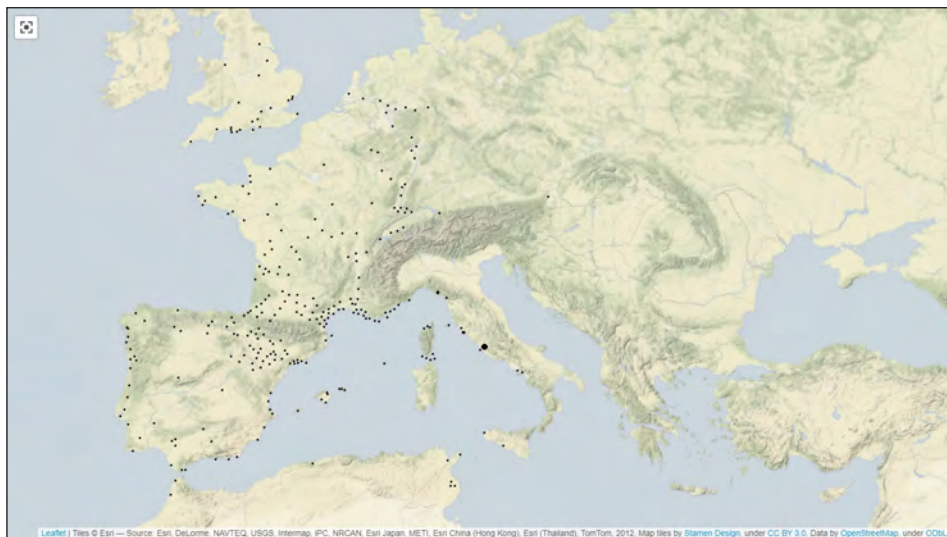 Leaflet | Tiles © Esri — Source: Esri, DeLorme, NAVTEQ, USGS, Intermap, iPC, NRCAN, Esri Japan, METI, Esri China (Hong Kong), Esri (Thailand), TomTom, 2012, Map tiles by Stamen Design, under CC BY 3.0. Data by OpenStreetMap, under ODbL